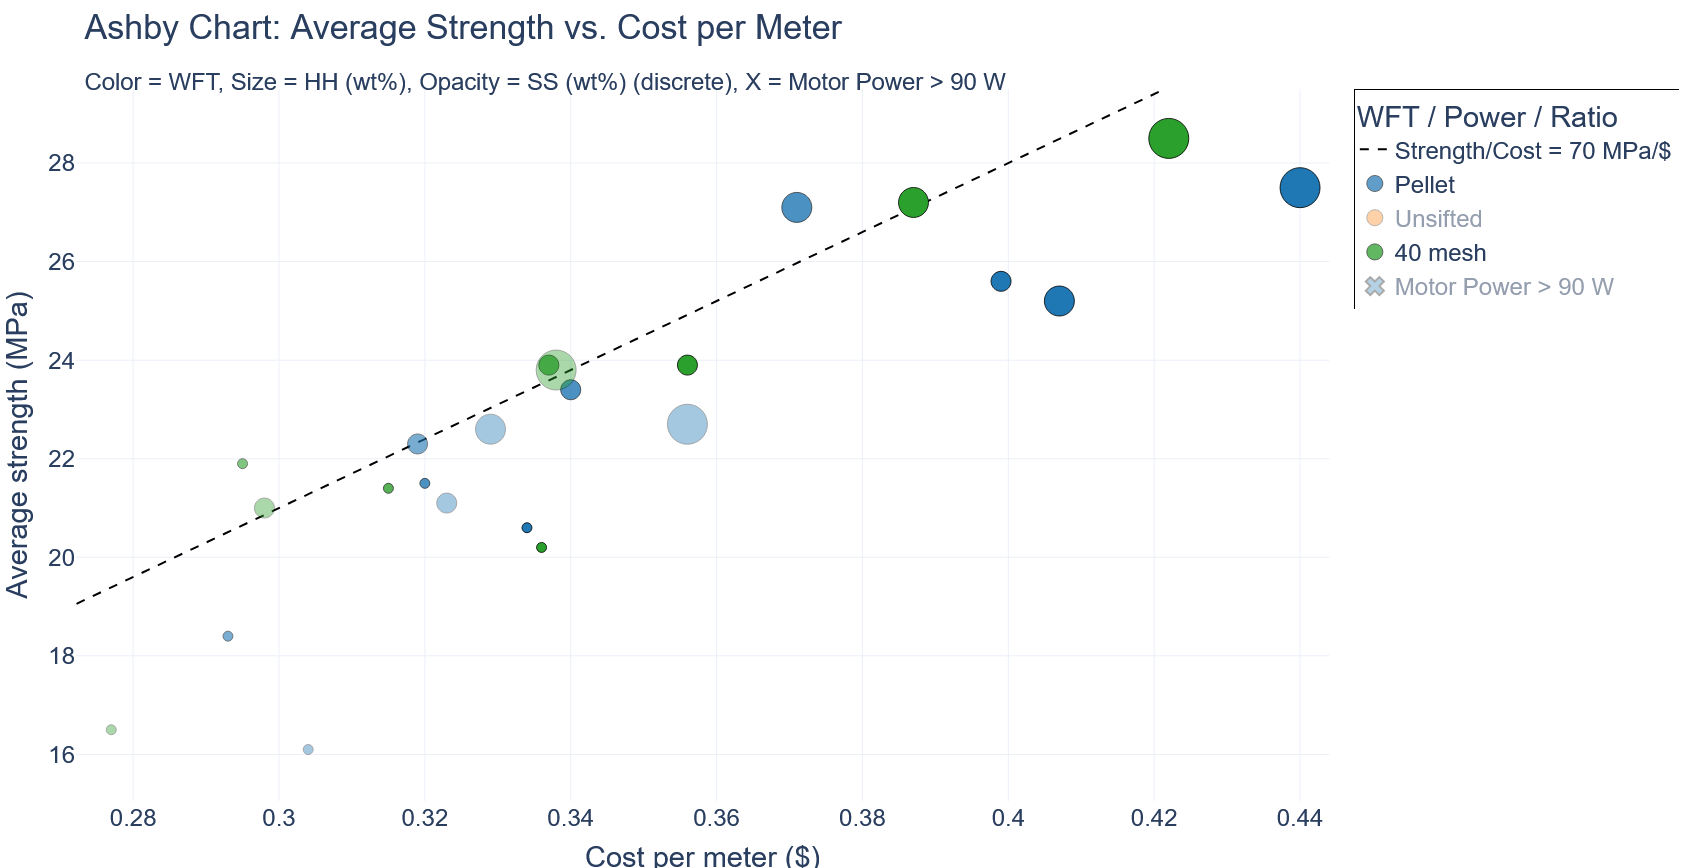 Ashby Chart: Average Strength vs. Cost per Meter
Color = WFT, Size = HH (wt%), Opacity = SS (wt%) (discrete), X = Motor Power > 90 W
WFT / Power / Ratio
Strength/Cost = 70 MPa/$
Pellet
Unsifted
40 mesh
Motor Power > 90 W
Average strength (MPa)
28
26
24
22
20
18
16
0.28 0.3 0.32 0.34 0.36 0.38 0.4 0.42 0.44
Cost per meter ($)